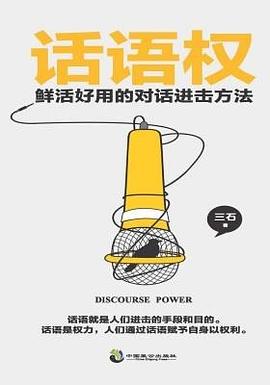 话语权
鲜活好用的对话进击方法
三石
著
DISCOURSE POWER
话语就是人们进击的手段和目的。
话语是权力，人们通过话语赋予自身以权利。
中国致公出版社